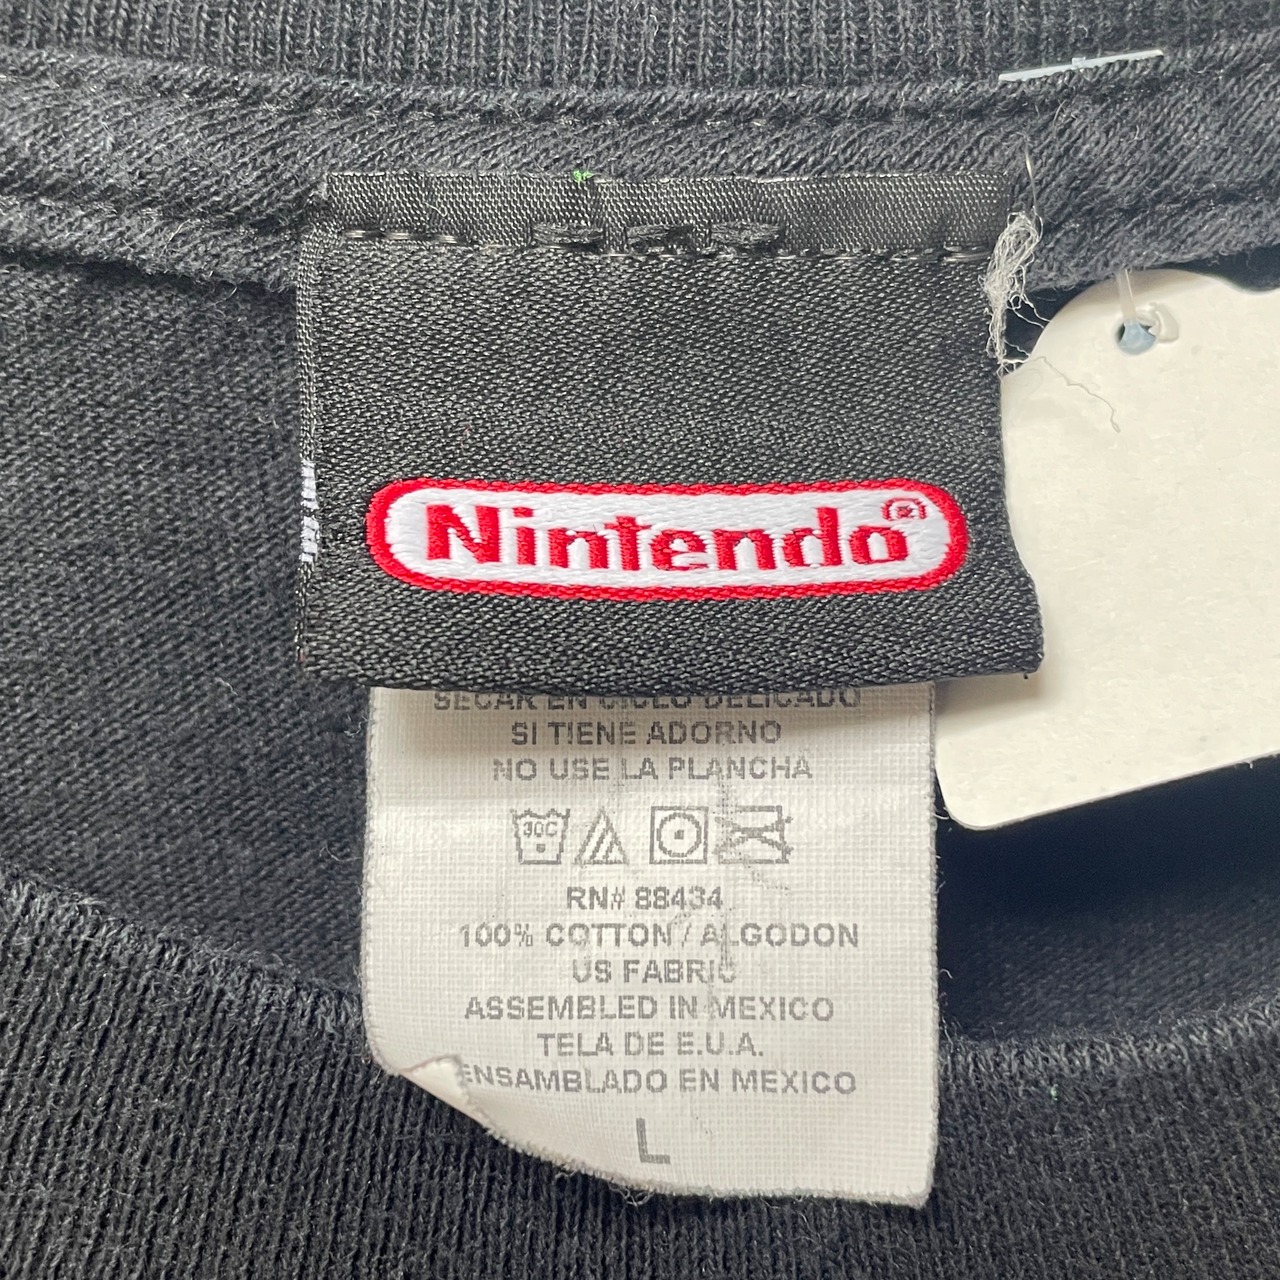 Nintendo®
SECAR EN CICLO DELICADO
SI TIENE ADORNO
NO USE LA PLANCHA
30C
RN# 88434
100% COTTON / ALGODON
US FABRIC
ASSEMBLED IN MEXICO
TELA DE E.U.A.
ENSAMBLADO EN MEXICO
L